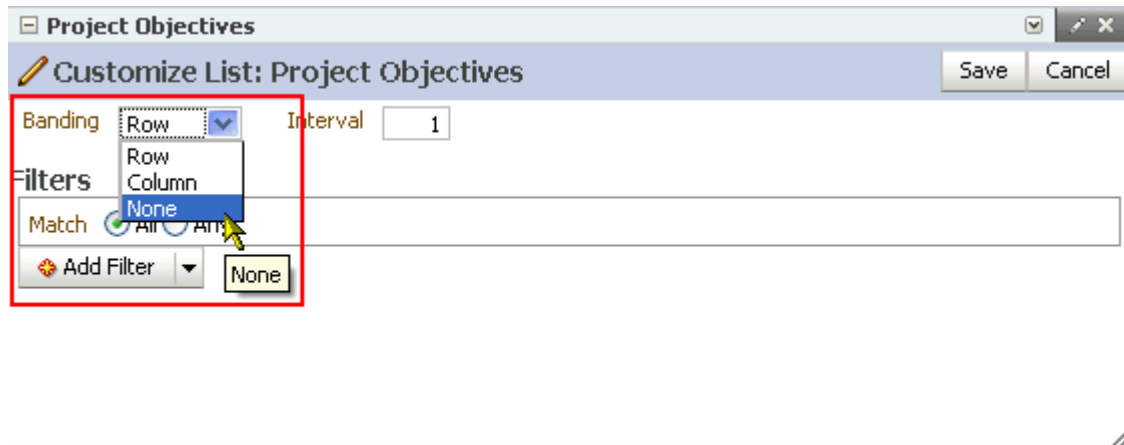 Project Objectives
Customize List: Project Objectives
Save Cancel
Banding Row Interval 1
Row
Filters
Column
None
Match All Any
Add Filter
None